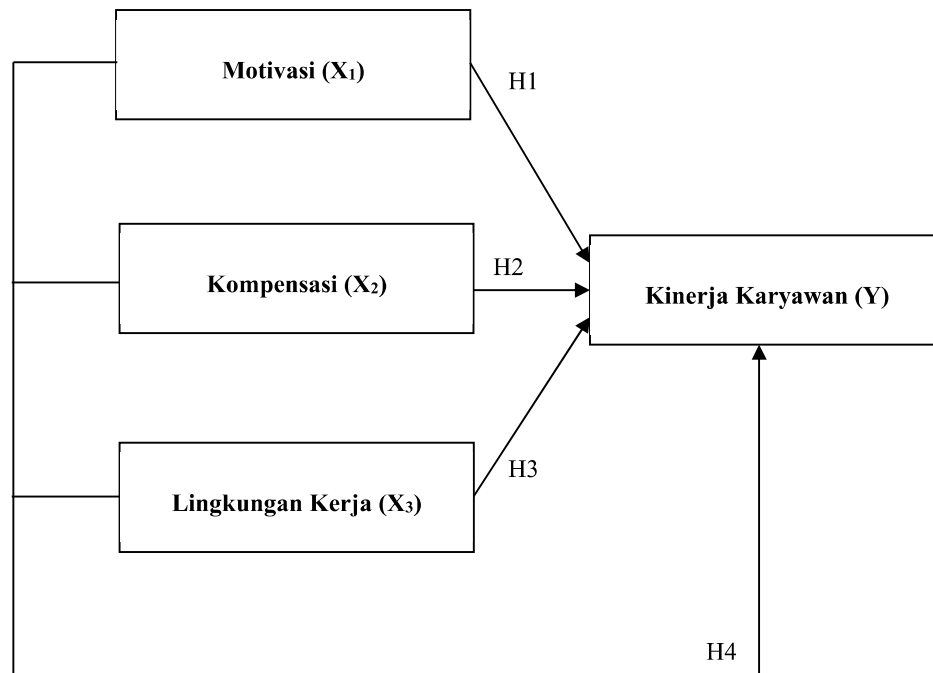 Motivasi (X₁)
H1
Kompensasi (X₂)
H2
Kinerja Karyawan (Y)
Lingkungan Kerja (X₃)
H3
H4